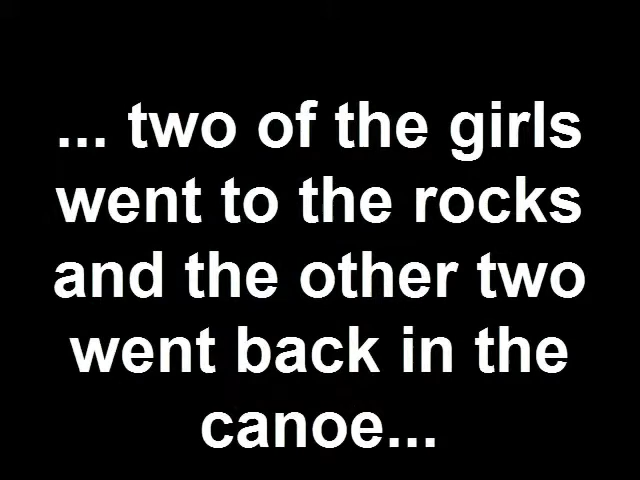 ... two of the girls
went to the rocks
and the other two
went back in the
canoe...